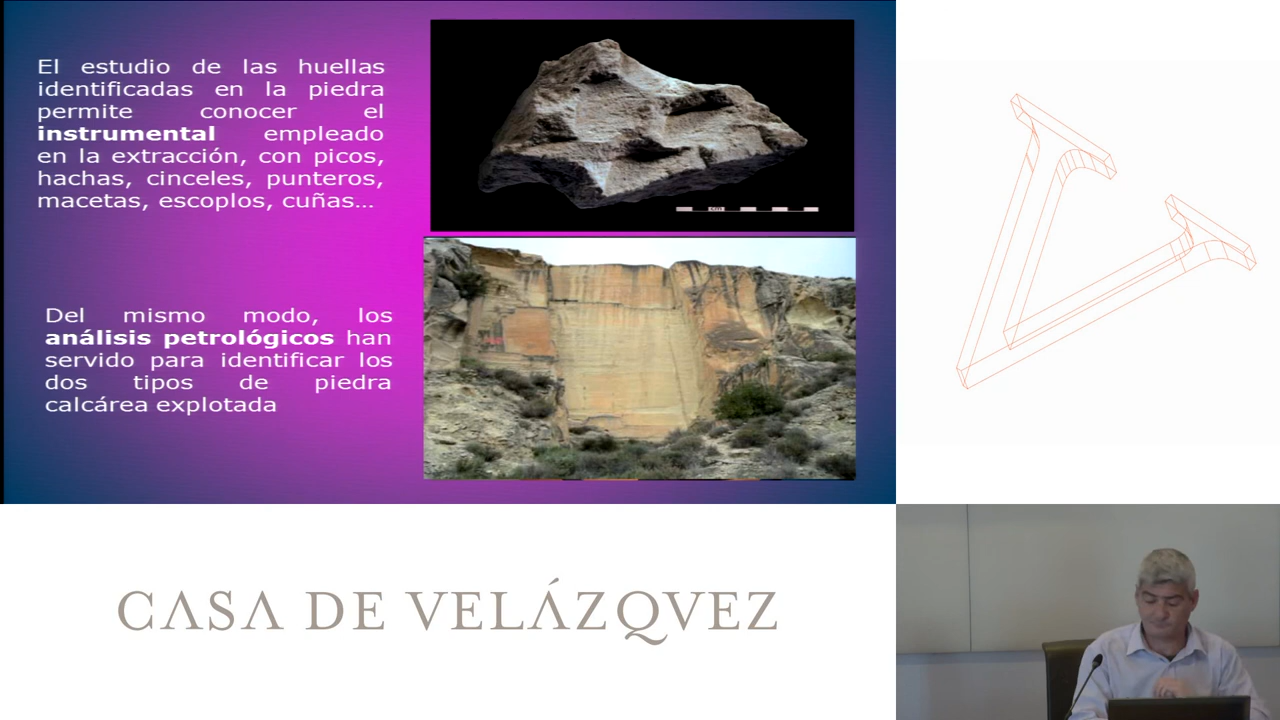 El estudio de las huellas
identificadas en la piedra
permite conocer el
instrumental empleado
en la extracción, con picos,
hachas, cinceles, punteros,
macetas, escoplos, cuñas...
cm
Del mismo modo, los
análisis petrológicos han
servido para identificar los
dos tipos de piedra
calcárea explotada
CASA DE VELÁZQVEZ